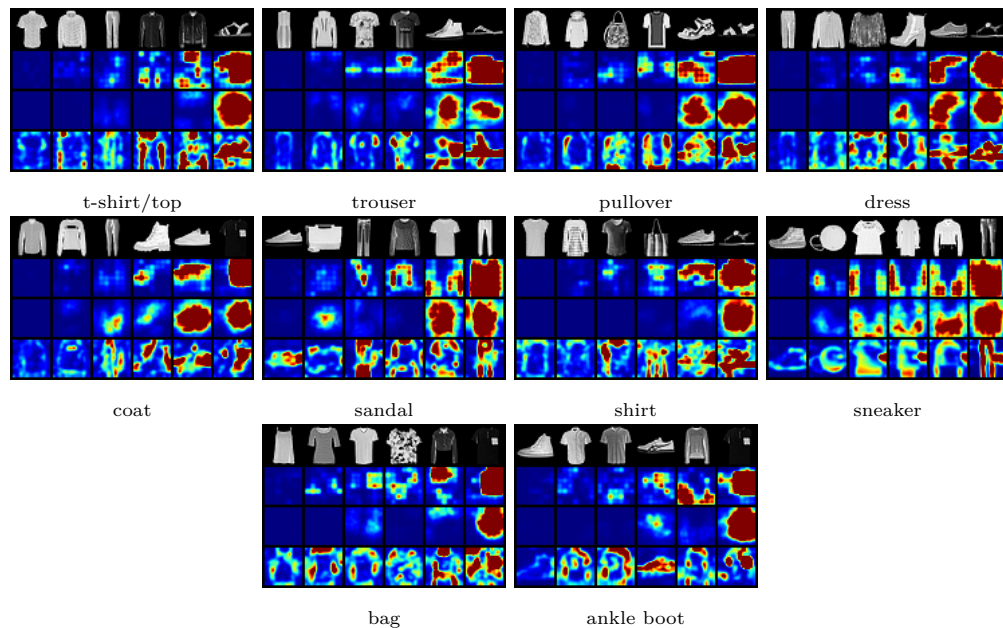 t-shirt/top
trouser
pullover
dress
coat
sandal
shirt
sneaker
bag
ankle boot